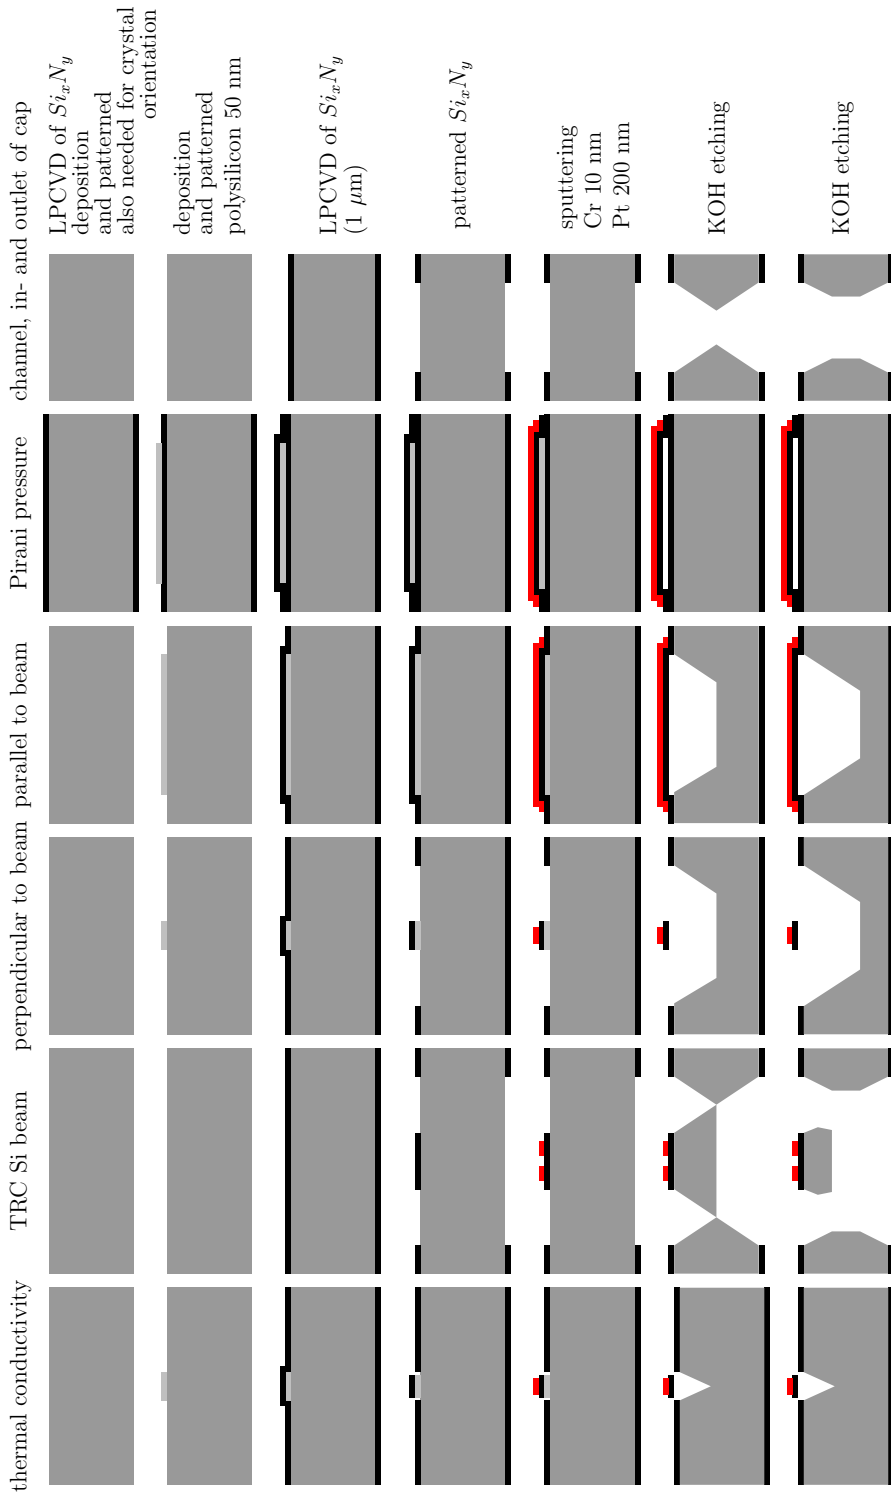 thermal conductivity
TRC Si beam
perpendicular to beam
parallel to beam
Pirani pressure
channel, in- and outlet of cap
LPCVD of $Si_xN_y$
deposition
and patterned
also needed for crystal
orientation
deposition
and patterned
polysilicon 50 nm
LPCVD of $Si_xN_y$
(1 $\mu$m)
patterned $Si_xN_y$
sputtering
Cr 10 nm
Pt 200 nm
KOH etching
KOH etching